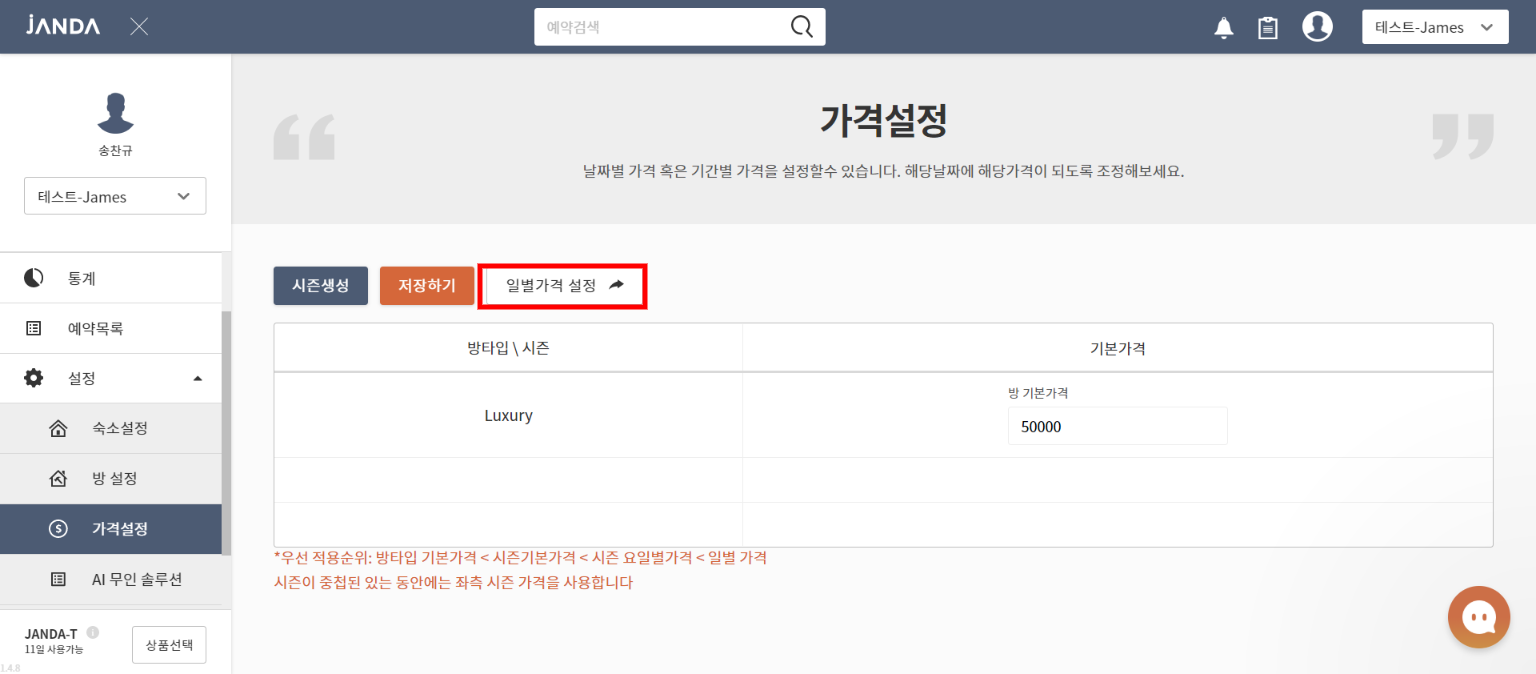 JANDA
예약검색
테스트-James
송찬규
테스트-James
통계
예약목록
설정
숙소설정
방 설정
가격설정
AI 무인 솔루션
JANDA-T
11일 사용가능
상품선택
1.4.8
가격설정
날짜별 가격 혹은 기간별 가격을 설정할수 있습니다. 해당날짜에 해당가격이 되도록 조정해보세요.
시즌생성 저장하기 일별가격 설정
방타입 \ 시즌 기본가격
방 기본가격
Luxury
50000
*우선 적용순위: 방타입 기본가격 < 시즌기본가격 < 시즌 요일별가격 < 일별 가격
시즌이 중첩된 있는 동안에는 좌측 시즌 가격을 사용합니다